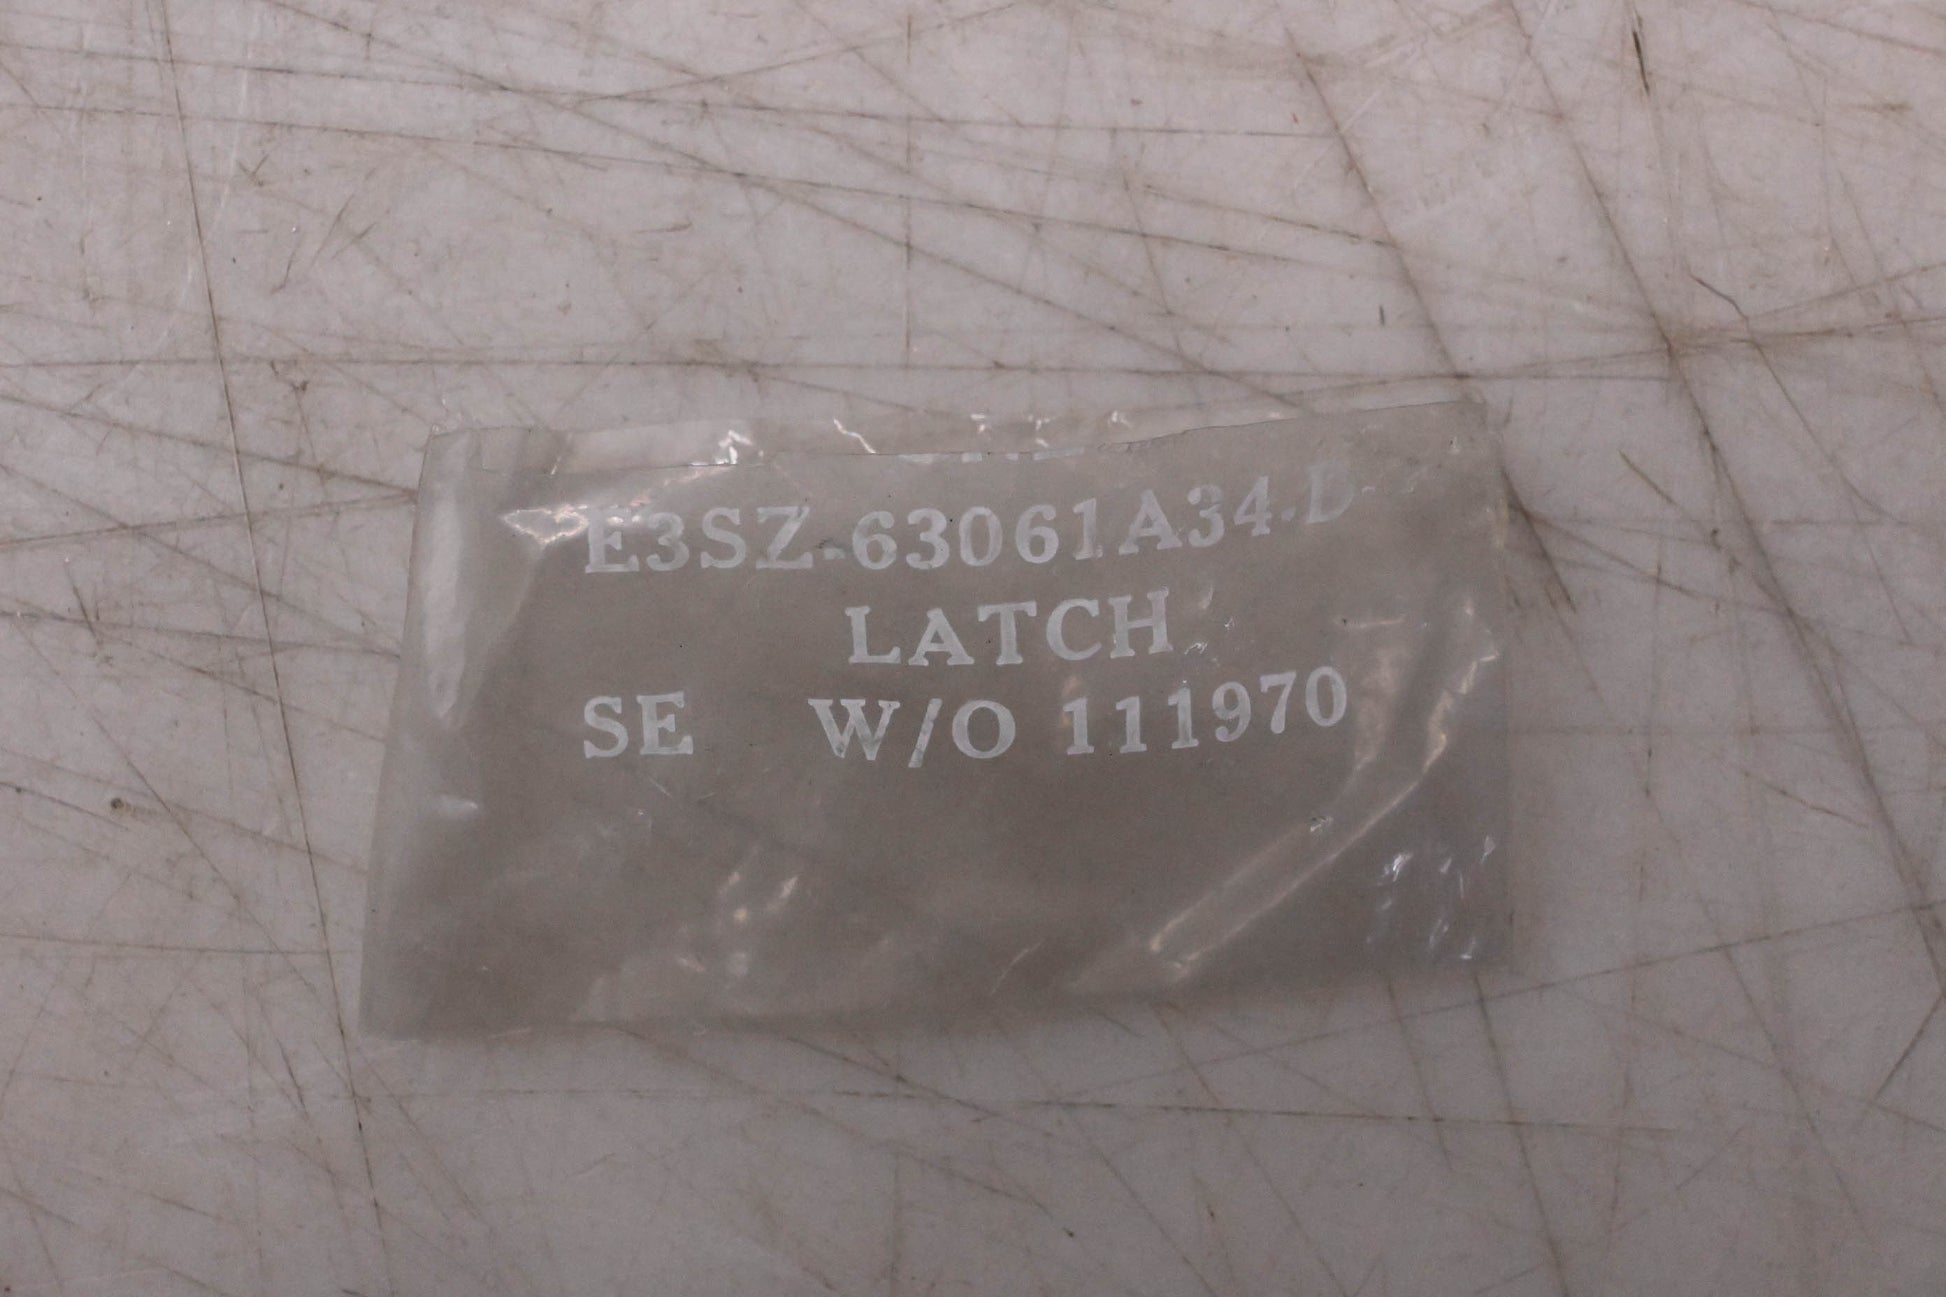 E3SZ-63061A34-B
LATCH
SE W/O 111970